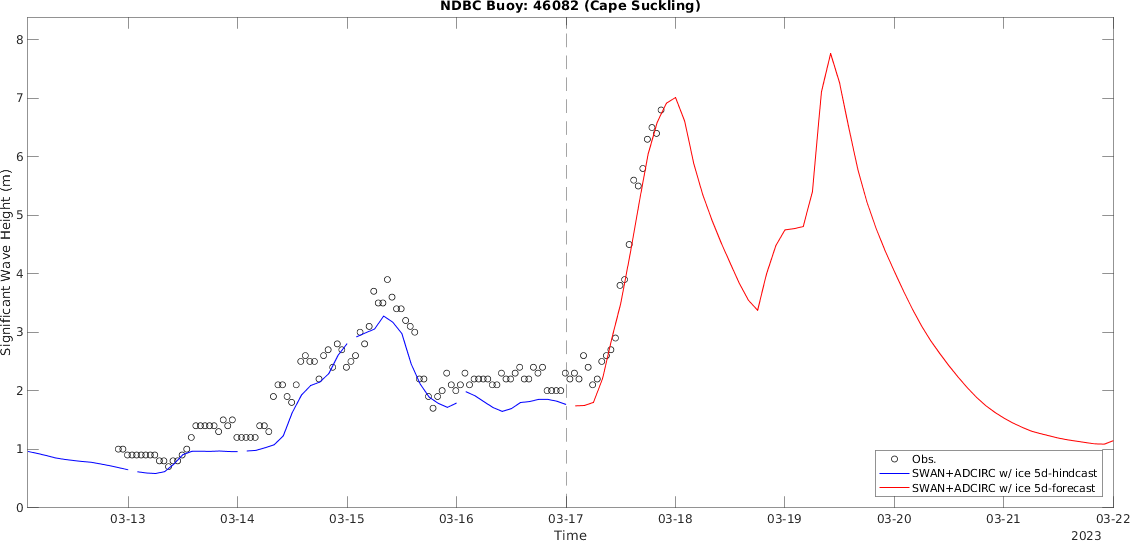 NDBC Buoy: 46082 (Cape Suckling)
Significant Wave Height (m)
8
7
6
5
4
3
2
1
0
Obs.
SWAN+ADCIRC w/ ice 5d-hindcast
SWAN+ADCIRC w/ ice 5d-forecast
03-13 03-14 03-15 03-16 03-17 03-18 03-19 03-20 03-21 03-22
Time
2023